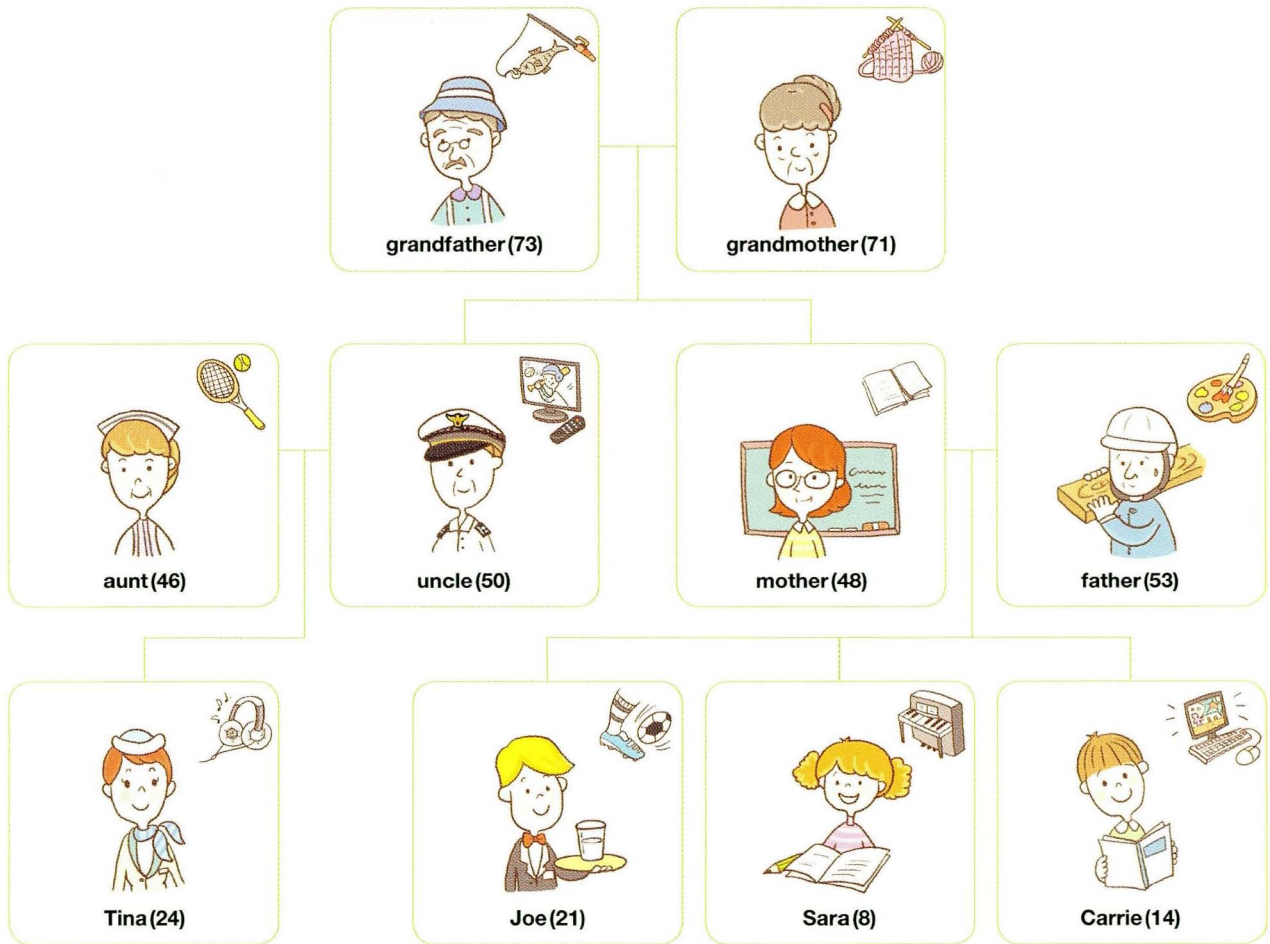 grandfather (73)
grandmother (71)
aunt (46)
uncle (50)
mother (48)
father (53)
Tina (24)
Joe (21)
Sara (8)
Carrie (14)